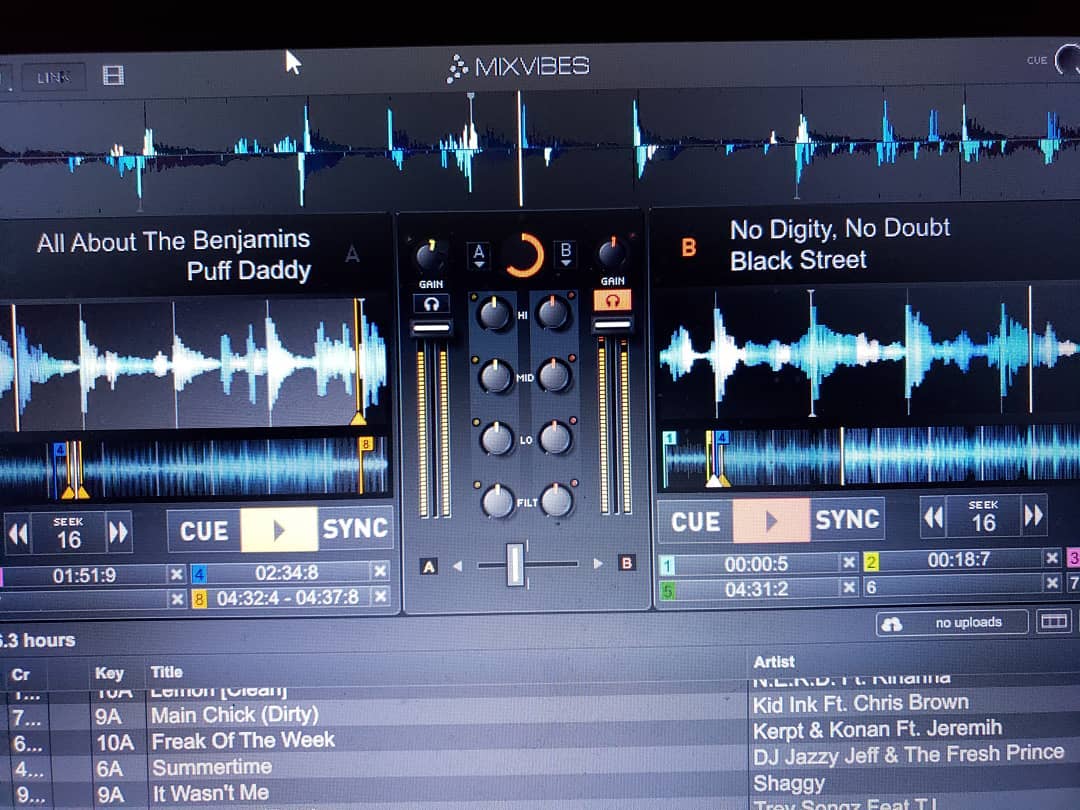 LINK
MIXVIBES
CUE
All About The Benjamins
Puff Daddy
A
A
B
GAIN
GAIN
HI
MID
LO
FILT
B
No Digity, No Doubt
Black Street
4
8
1
4
SEEK
16
CUE
SYNC
A
B
CUE
SYNC
SEEK
16
01:51:9 × 4 02:34:8 ×
× 8 04:32:4 - 04:37:8 ×
1 00:00:5 × 2 00:18:7 × 3
5 04:31:2 × 6 × 7
6.3 hours
no uploads
Cr Key Title Artist
1... 10A Lemon [Clean] N.E.R.D. Ft. Rihanna
7... 9A Main Chick (Dirty) Kid Ink Ft. Chris Brown
6... 10A Freak Of The Week Kerpt & Konan Ft. Jeremih
4... 6A Summertime DJ Jazzy Jeff & The Fresh Prince
9... 9A It Wasn't Me Shaggy
Trey Songz Feat T.I.